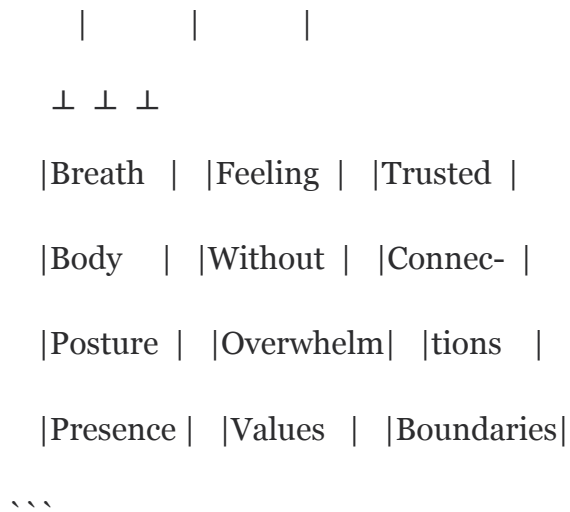 |          |          |
⊥ ⊥ ⊥
|Breath  |  |Feeling |  |Trusted |
|Body    |  |Without |  |Connec- |
|Posture |  |Overwhelm|  |tions   |
|Presence |  |Values  |  |Boundaries|
```